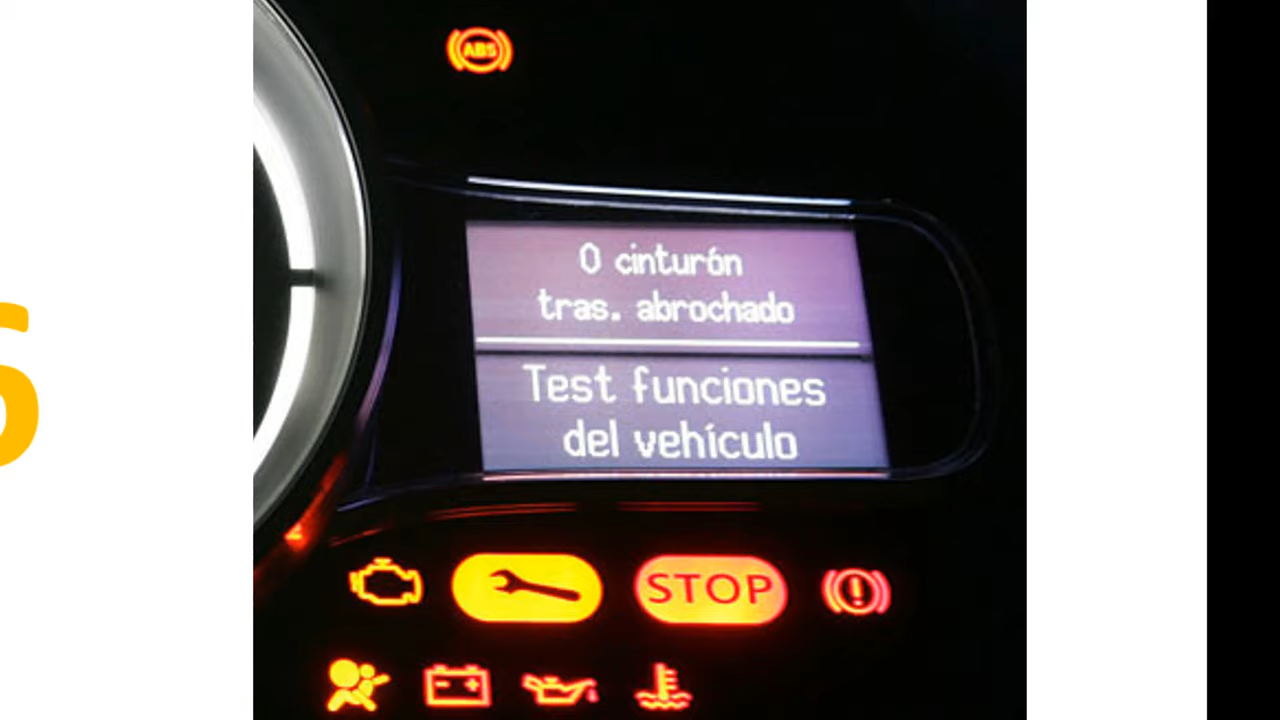 ABS
0 cinturón
tras. abrochado
Test funciones
del vehículo
STOP